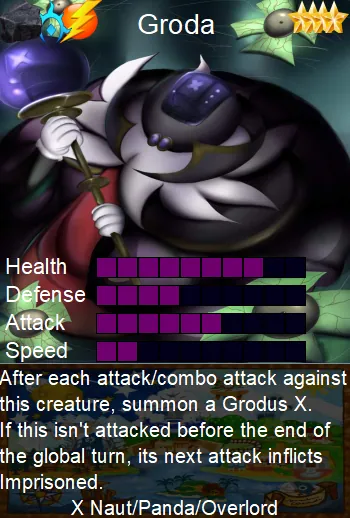 Groda
Health
Defense
Attack
Speed
After each attack/combo attack against
this creature, summon a Grodus X.
If this isn't attacked before the end of
the global turn, its next attack inflicts
Imprisoned.
X Naut/Panda/Overlord